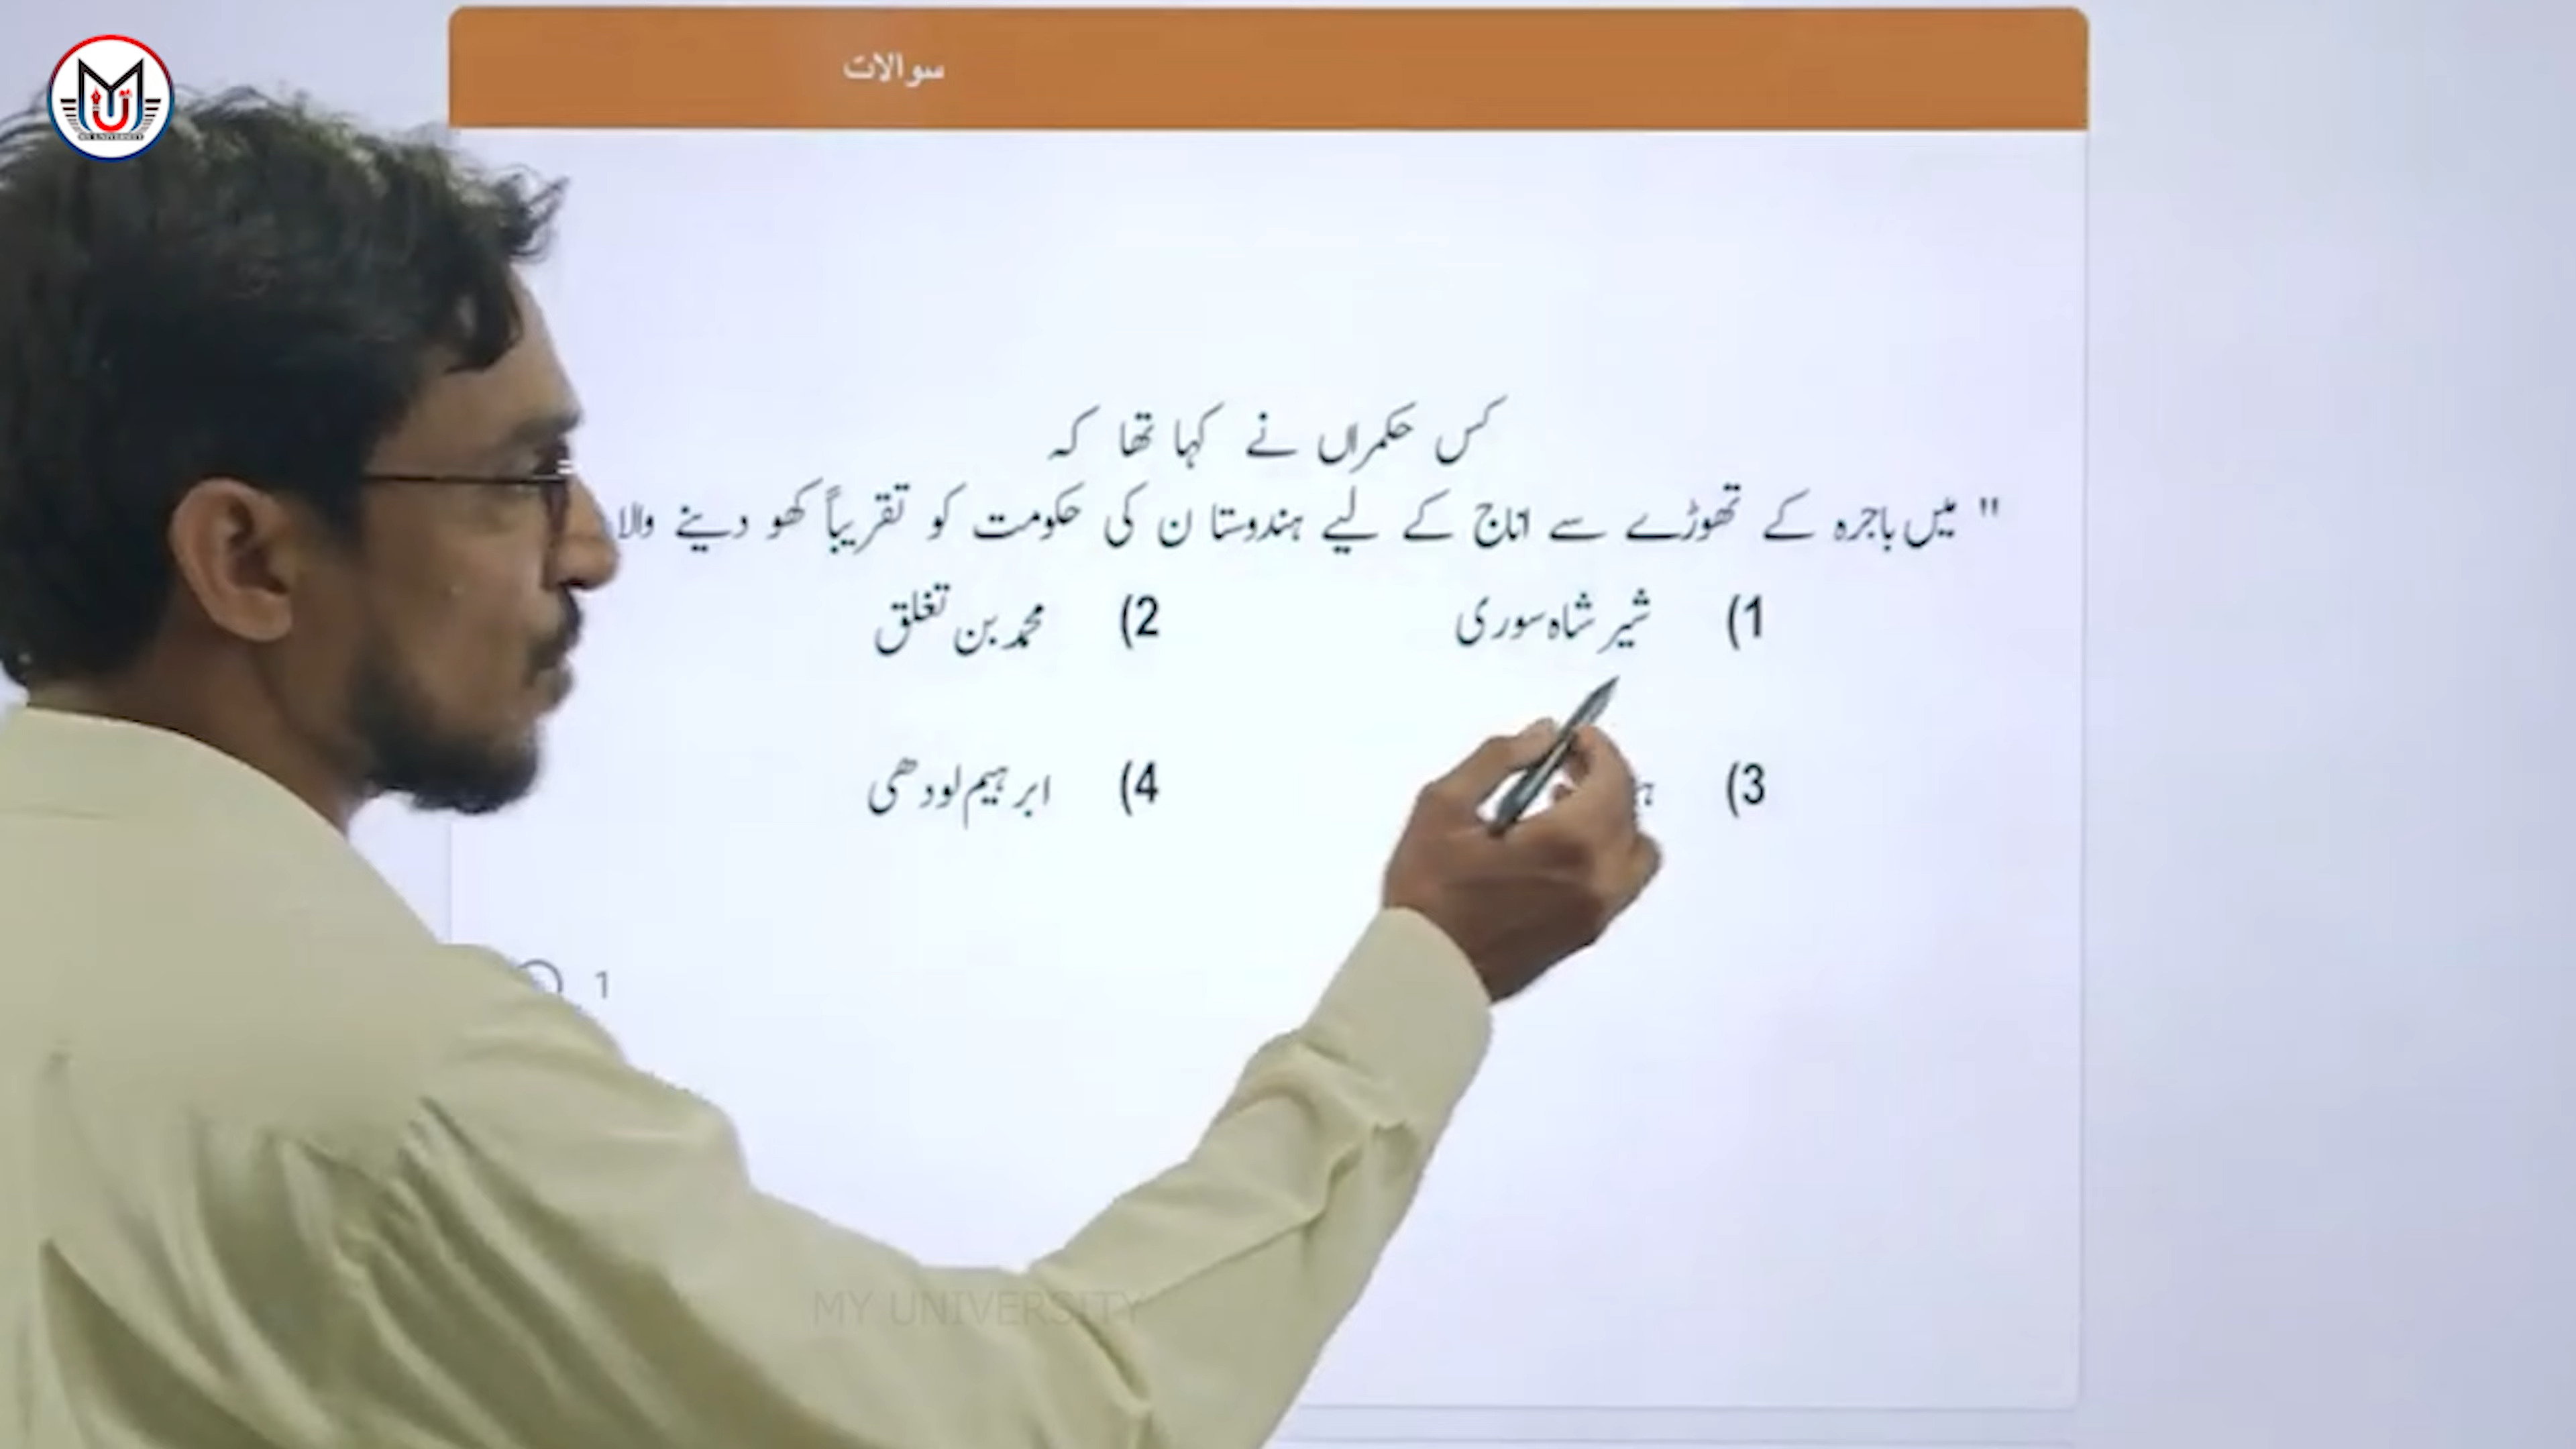 سوالات
کس حکمراں نے کہا تھا کہ
" میں باجرہ کے تھوڑے سے اناج کے لیے ہندوستا ن کی حکومت کو تقریباً کھو دینے والا
1) شیر شاہ سوری 2) محمد بن تغلق
3) 4) ابرہیم لودھی
1
MY UNIVERSITY